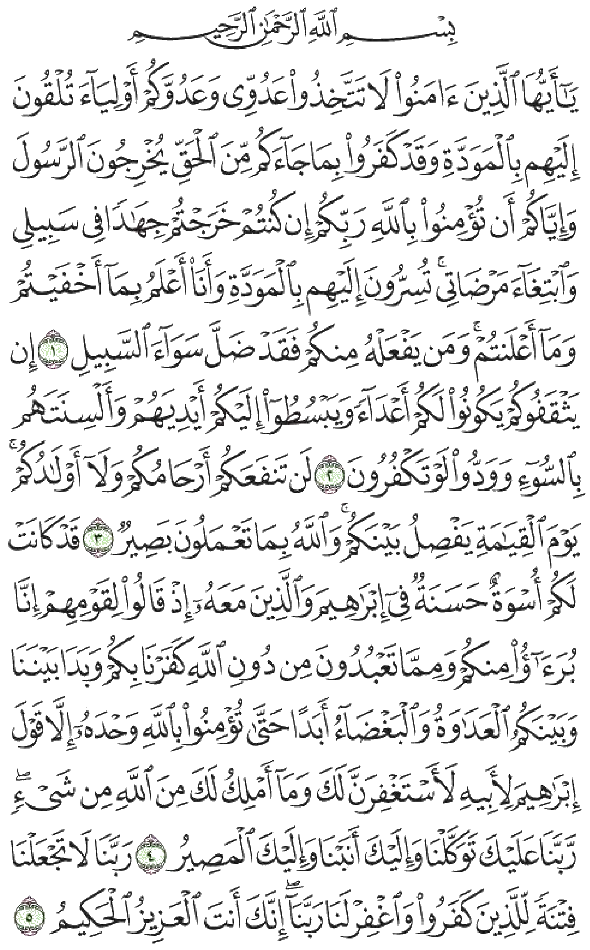 بِسْمِ ٱللَّهِ ٱلرَّحْمَٰنِ ٱلرَّحِيمِ
يَٰٓأَيُّهَا ٱلَّذِينَ ءَامَنُوا۟ لَا تَتَّخِذُوا۟ عَدُوِّى وَعَدُوَّكُمْ أَوْلِيَآءَ تُلْقُونَ
إِلَيْهِم بِٱلْمَوَدَّةِ وَقَدْ كَفَرُوا۟ بِمَا جَآءَكُم مِّنَ ٱلْحَقِّ يُخْرِجُونَ ٱلرَّسُولَ
وَإِيَّاكُمْ أَن تُؤْمِنُوا۟ بِٱللَّهِ رَبِّكُمْ إِن كُنتُمْ خَرَجْتُمْ جِهَٰدًا فِى سَبِيلِى
وَٱبْتِغَآءَ مَرْضَاتِى ۚ تُسِرُّونَ إِلَيْهِم بِٱلْمَوَدَّةِ وَأَنَا۠ أَعْلَمُ بِمَآ أَخْفَيْتُمْ
وَمَآ أَعْلَنتُمْ ۚ وَمَن يَفْعَلْهُ مِنكُمْ فَقَدْ ضَلَّ سَوَآءَ ٱلسَّبِيلِ ١ إِن
يَثْقَفُوكُمْ يَكُونُوا۟ لَكُمْ أَعْدَآءً وَيَبْسُطُوٓا۟ إِلَيْكُمْ أَيْدِيَهُمْ وَأَلْسِنَتَهُم
بِٱلسُّوٓءِ وَوَدُّوا۟ لَوْ تَكْفُرُونَ ٢ لَن تَنفَعَكُمْ أَرْحَامُكُمْ وَلَآ أَوْلَٰدُكُمْ ۚ
يَوْمَ ٱلْقِيَٰمَةِ يَفْصِلُ بَيْنَكُمْ ۚ وَٱللَّهُ بِمَا تَعْمَلُونَ بَصِيرٌ ٣ قَدْ كَانَتْ
لَكُمْ أُسْوَةٌ حَسَنَةٌ فِىٓ إِبْرَٰهِيمَ وَٱلَّذِينَ مَعَهُۥٓ إِذْ قَالُوا۟ لِقَوْمِهِمْ إِنَّا
بُرَءَٰٓؤُا۟ مِنكُمْ وَمِمَّا تَعْبُدُونَ مِن دُونِ ٱللَّهِ كَفَرْنَا بِكُمْ وَبَدَا بَيْنَنَا
وَبَيْنَكُمُ ٱلْعَدَٰوَةُ وَٱلْبَغْضَآءُ أَبَدًا حَتَّىٰ تُؤْمِنُوا۟ بِٱللَّهِ وَحْدَهُۥٓ إِلَّا قَوْلَ
إِبْرَٰهِيمَ لِأَبِيهِ لَأَسْتَغْفِرَنَّ لَكَ وَمَآ أَمْلِكُ لَكَ مِنَ ٱللَّهِ مِن شَىْءٍ ۖ
رَّبَّنَا عَلَيْكَ تَوَكَّلْنَا وَإِلَيْكَ أَنَبْنَا وَإِلَيْكَ ٱلْمَصِيرُ ٤ رَبَّنَا لَا تَجْعَلْنَا
فِتْنَةً لِّلَّذِينَ كَفَرُوا۟ وَٱغْفِرْ لَنَا رَبَّنَآ ۖ إِنَّكَ أَنتَ ٱلْعَزِيزُ ٱلْحَكِيمُ ٥